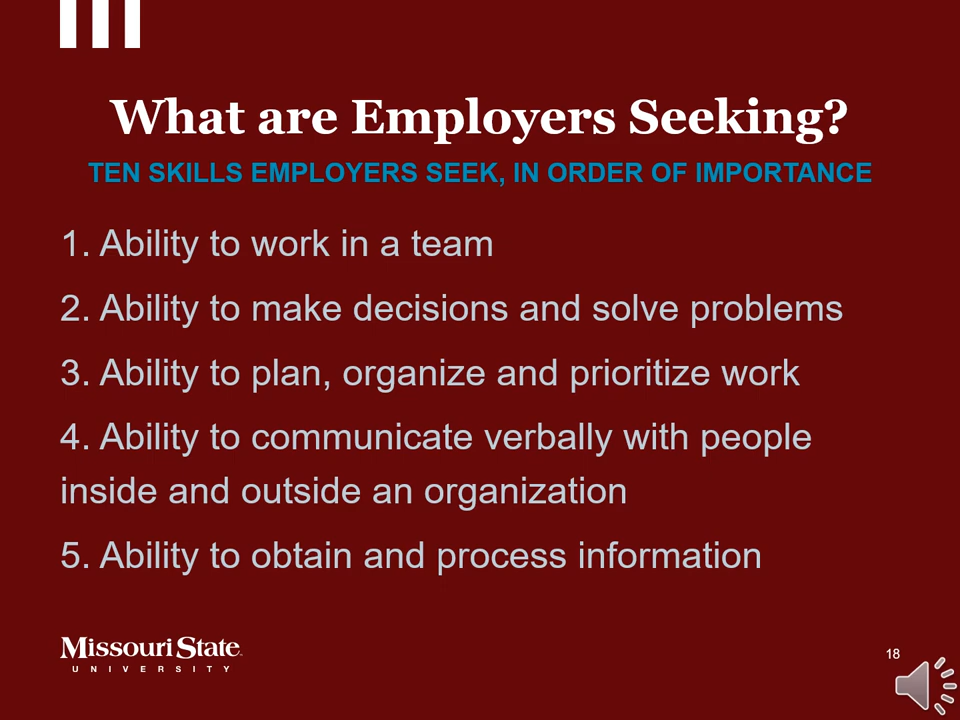 What are Employers Seeking?
TEN SKILLS EMPLOYERS SEEK, IN ORDER OF IMPORTANCE
1. Ability to work in a team
2. Ability to make decisions and solve problems
3. Ability to plan, organize and prioritize work
4. Ability to communicate verbally with people
inside and outside an organization
5. Ability to obtain and process information
Missouri State
UNIVERSITY
18